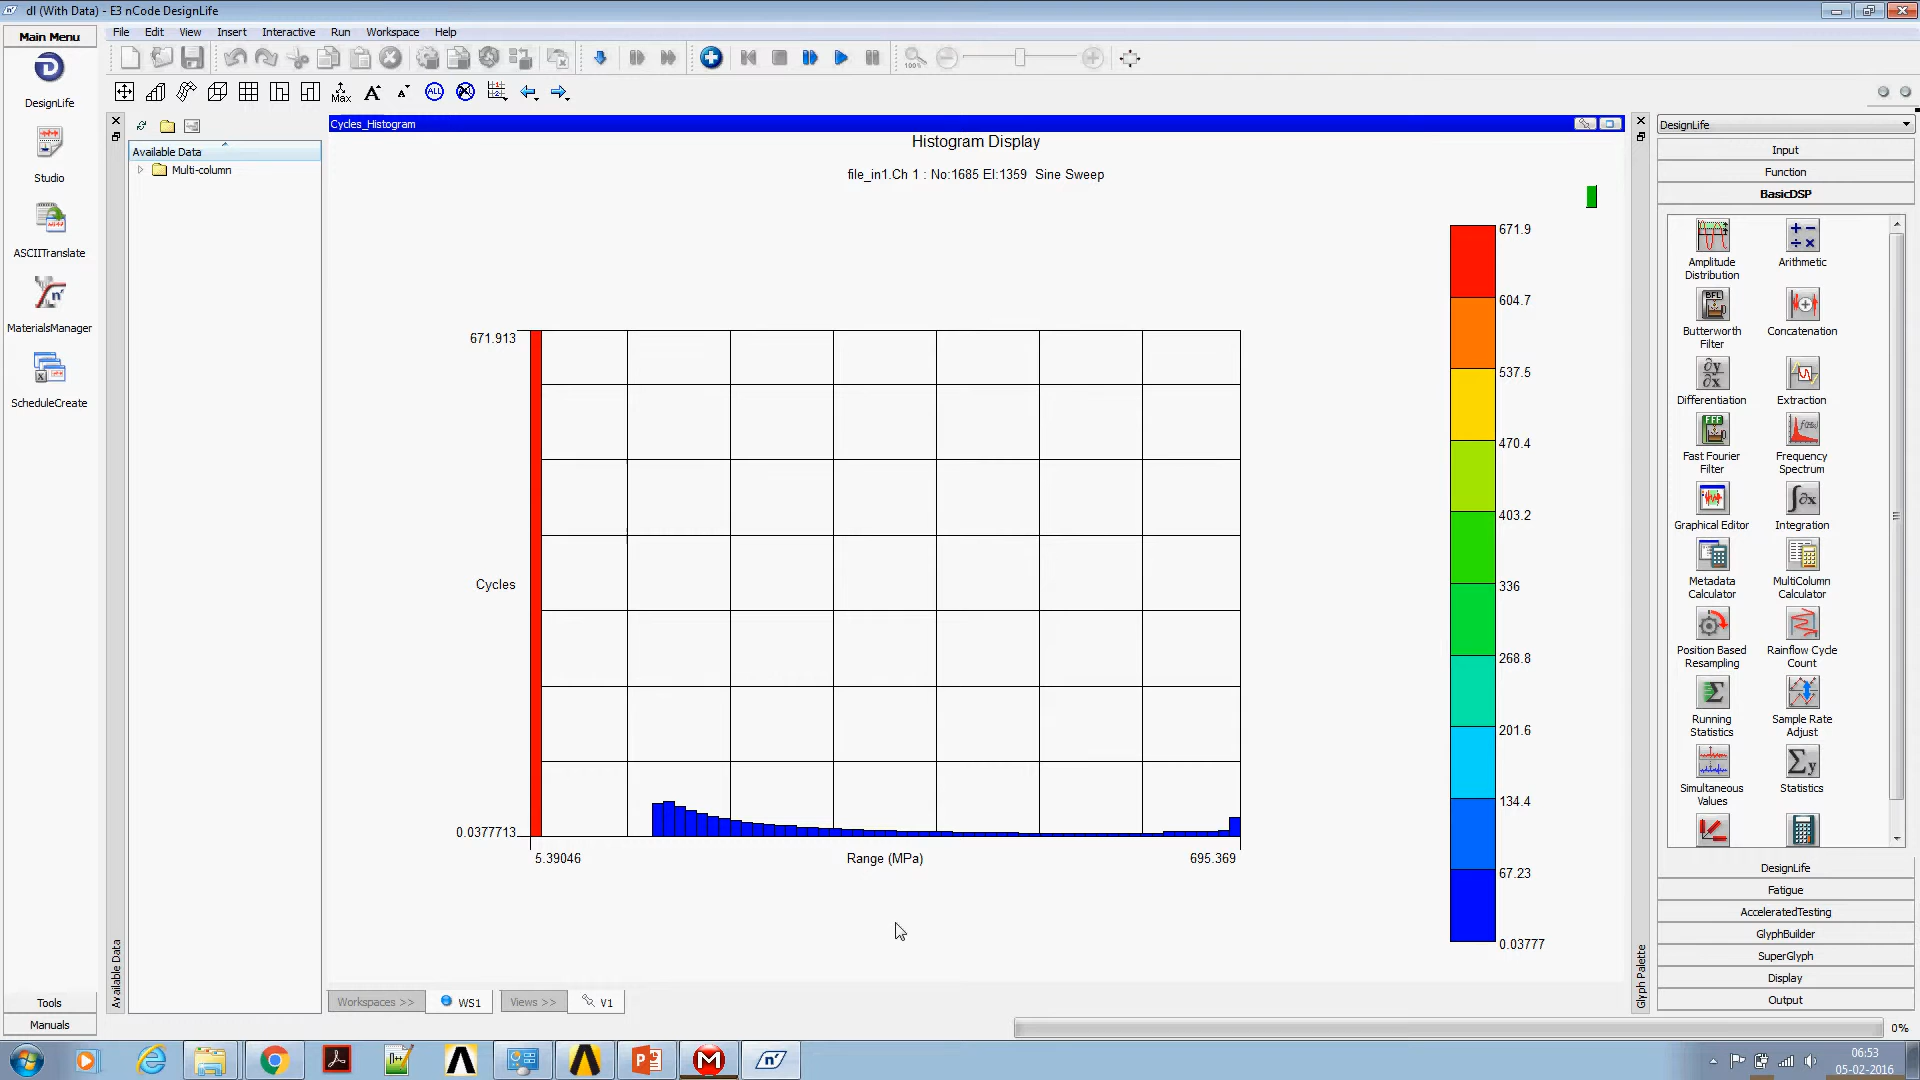 dl (With Data) - E3 nCode DesignLife
Main Menu
File Edit View Insert Interactive Run Workspace Help
DesignLife
Studio
ASCIITranslate
MaterialsManager
ScheduleCreate
Tools
Manuals
100%
Max
A
A
ALL
Available Data
Multi-column
Available Data
Cycles_Histogram
Histogram Display
file_in1.Ch 1 : No:1685 El:1359 Sine Sweep
671.913
Cycles
0.0377713
5.39046
Range (MPa)
695.369
671.9
604.7
537.5
470.4
403.2
336
268.8
201.6
134.4
67.23
0.03777
Workspaces >>
WS1
Views >>
V1
Glyph Palette
DesignLife
Input
Function
BasicDSP
Amplitude Distribution
Arithmetic
Butterworth Filter
Concatenation
Differentiation
Extraction
Fast Fourier Filter
Frequency Spectrum
Graphical Editor
Integration
Metadata Calculator
MultiColumn Calculator
Position Based Resampling
Rainflow Cycle Count
Running Statistics
Sample Rate Adjust
Simultaneous Values
Statistics
DesignLife
Fatigue
AcceleratedTesting
GlyphBuilder
SuperGlyph
Display
Output
0%
06:53
05-02-2016